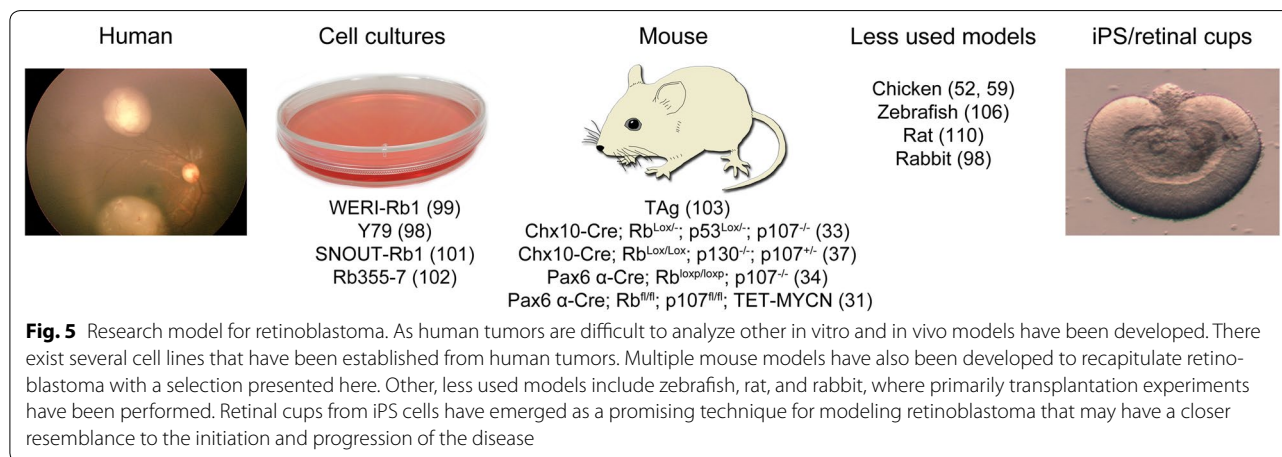 Human
Cell cultures
Mouse
Less used models
iPS/retinal cups
WERI-Rb1 (99)
Y79 (98)
SNOUT-Rb1 (101)
Rb355-7 (102)
TAg (103)
Chx10-Cre; Rb^Lox/-; p53^Lox/-; p107^-/- (33)
Chx10-Cre; Rb^Lox/Lox; p130^-/-; p107^+/- (37)
Pax6 α-Cre; Rb^loxp/loxp; p107^-/- (34)
Pax6 α-Cre; Rb^fl/fl; p107^fl/fl; TET-MYCN (31)
Chicken (52, 59)
Zebrafish (106)
Rat (110)
Rabbit (98)
Fig. 5 Research model for retinoblastoma. As human tumors are difficult to analyze other in vitro and in vivo models have been developed. There
exist several cell lines that have been established from human tumors. Multiple mouse models have also been developed to recapitulate retino-
blastoma with a selection presented here. Other, less used models include zebrafish, rat, and rabbit, where primarily transplantation experiments
have been performed. Retinal cups from iPS cells have emerged as a promising technique for modeling retinoblastoma that may have a closer
resemblance to the initiation and progression of the disease